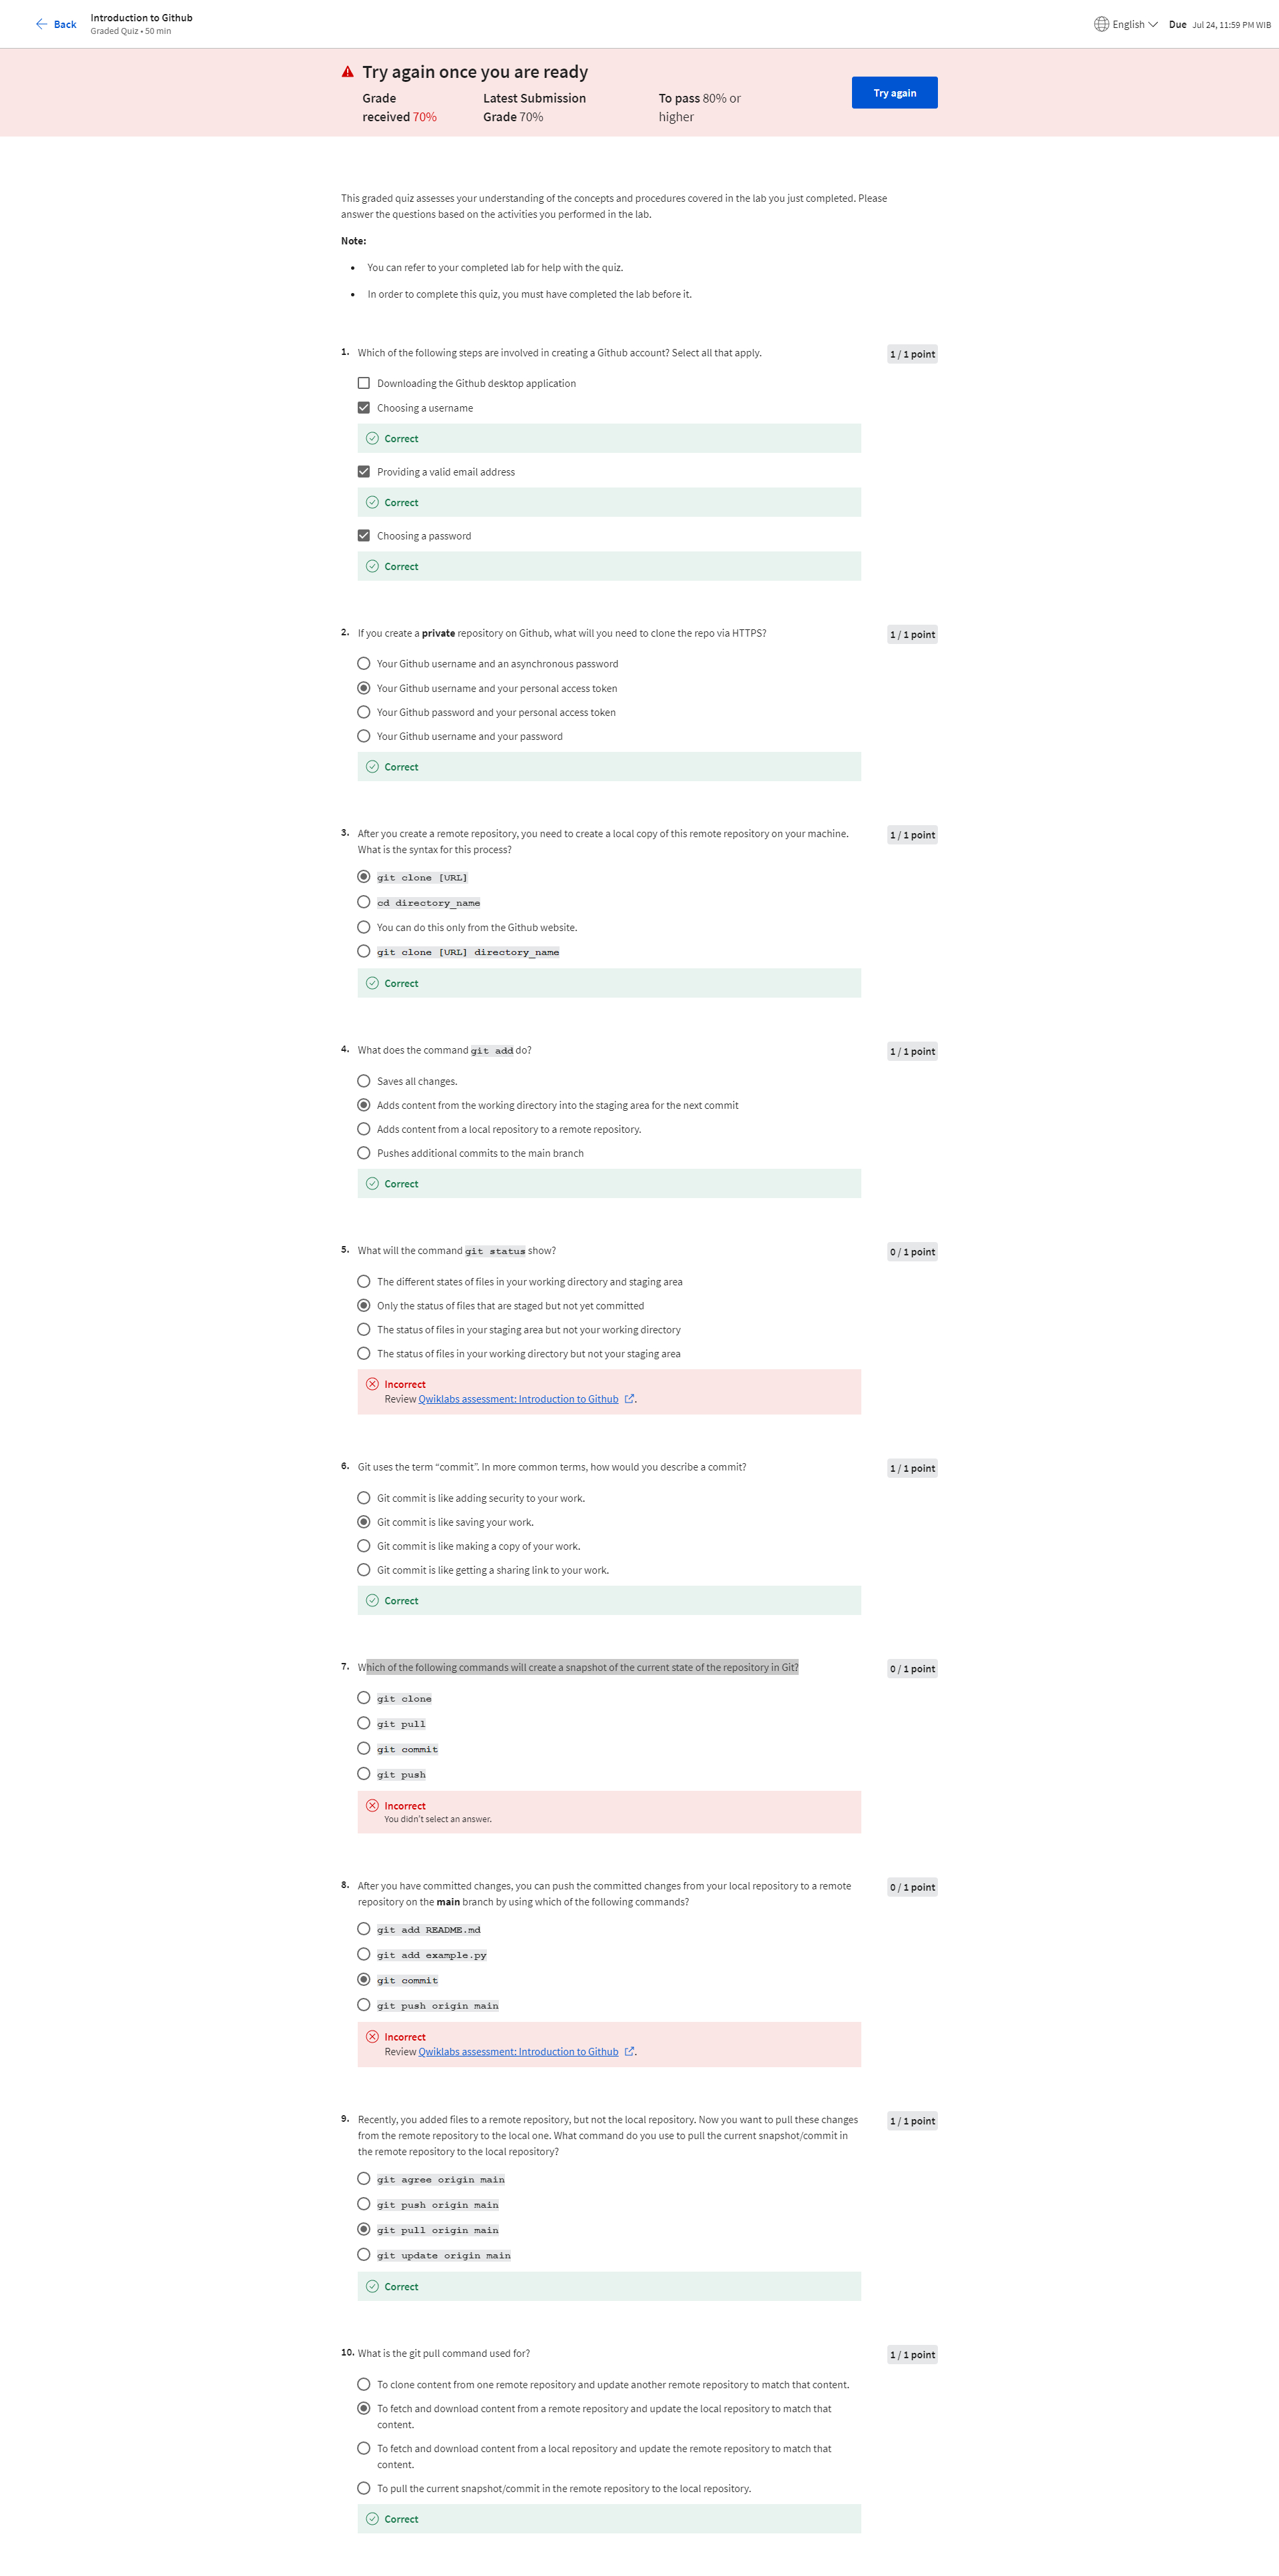 Back
Introduction to Github
Graded Quiz • 50 min
English
Due Jul 24, 11:59 PM WIB
Try again once you are ready
Grade
received 70%
Latest Submission
Grade 70%
To pass 80% or
higher
Try again
This graded quiz assesses your understanding of the concepts and procedures covered in the lab you just completed. Please
answer the questions based on the activities you performed in the lab.
Note:
• You can refer to your completed lab for help with the quiz.
• In order to complete this quiz, you must have completed the lab before it.
1. Which of the following steps are involved in creating a Github account? Select all that apply.
1 / 1 point
Downloading the Github desktop application
Choosing a username
Correct
Providing a valid email address
Correct
Choosing a password
Correct
2. If you create a private repository on Github, what will you need to clone the repo via HTTPS?
1 / 1 point
Your Github username and an asynchronous password
Your Github username and your personal access token
Your Github password and your personal access token
Your Github username and your password
Correct
3. After you create a remote repository, you need to create a local copy of this remote repository on your machine.
What is the syntax for this process?
1 / 1 point
git clone [URL]
cd directory_name
You can do this only from the Github website.
git clone [URL] directory_name
Correct
4. What does the command git add do?
1 / 1 point
Saves all changes.
Adds content from the working directory into the staging area for the next commit
Adds content from a local repository to a remote repository.
Pushes additional commits to the main branch
Correct
5. What will the command git status show?
0 / 1 point
The different states of files in your working directory and staging area
Only the status of files that are staged but not yet committed
The status of files in your staging area but not your working directory
The status of files in your working directory but not your staging area
Incorrect
Review Qwiklabs assessment: Introduction to Github .
6. Git uses the term “commit”. In more common terms, how would you describe a commit?
1 / 1 point
Git commit is like adding security to your work.
Git commit is like saving your work.
Git commit is like making a copy of your work.
Git commit is like getting a sharing link to your work.
Correct
7. Which of the following commands will create a snapshot of the current state of the repository in Git?
0 / 1 point
git clone
git pull
git commit
git push
Incorrect
You didn’t select an answer.
8. After you have committed changes, you can push the committed changes from your local repository to a remote
repository on the main branch by using which of the following commands?
0 / 1 point
git add README.md
git add example.py
git commit
git push origin main
Incorrect
Review Qwiklabs assessment: Introduction to Github .
9. Recently, you added files to a remote repository, but not the local repository. Now you want to pull these changes
from the remote repository to the local one. What command do you use to pull the current snapshot/commit in
the remote repository to the local repository?
1 / 1 point
git agree origin main
git push origin main
git pull origin main
git update origin main
Correct
10. What is the git pull command used for?
1 / 1 point
To clone content from one remote repository and update another remote repository to match that content.
To fetch and download content from a remote repository and update the local repository to match that
content.
To fetch and download content from a local repository and update the remote repository to match that
content.
To pull the current snapshot/commit in the remote repository to the local repository.
Correct